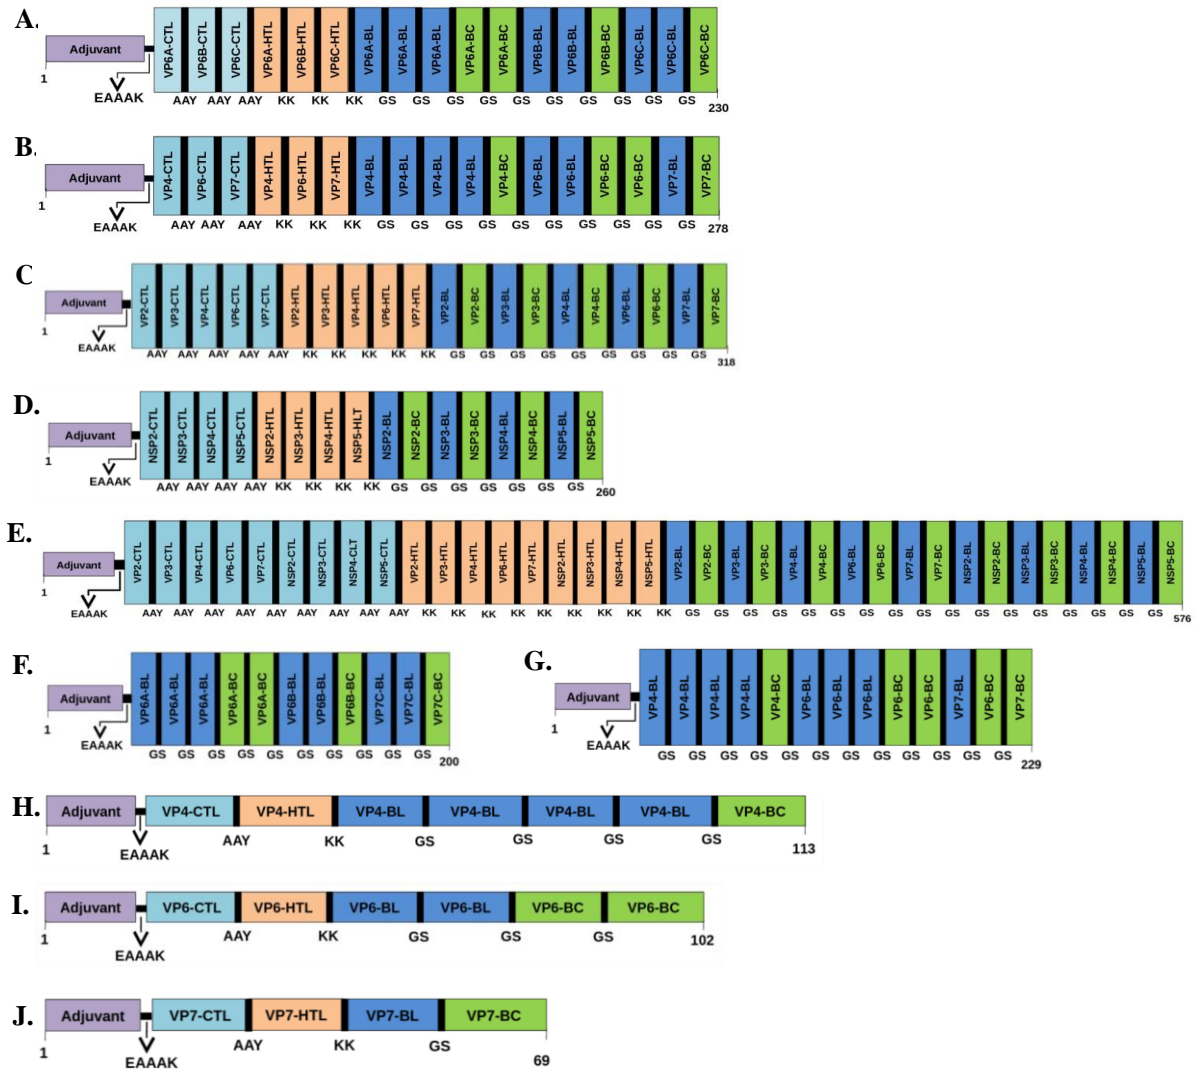 A.
Adjuvant VP6A-CTL VP6B-CTL VP6C-CTL VP6A-HTL VP6B-HTL VP6C-HTL VP6A-BL VP6A-BL VP6A-BL VP6A-BC VP6A-BC VP6B-BL VP6B-BL VP6B-BC VP6C-BL VP6C-BL VP6C-BC
1 EAAAK AAY AAY AAY KK KK KK GS GS GS GS GS GS GS GS GS GS 230
B.
Adjuvant VP4-CTL VP6-CTL VP7-CTL VP4-HTL VP6-HTL VP7-HTL VP4-BL VP4-BL VP4-BL VP4-BL VP4-BC VP6-BL VP6-BL VP6-BC VP6-BC VP7-BL VP7-BC
1 EAAAK AAY AAY AAY KK KK KK GS GS GS GS GS GS GS GS GS GS 278
C
Adjuvant VP2-CTL VP3-CTL VP4-CTL VP6-CTL VP7-CTL VP2-HTL VP3-HTL VP4-HTL VP6-HTL VP7-HTL VP2-BL VP2-BC VP3-BL VP3-BC VP4-BL VP4-BC VP6-BL VP6-BC VP7-BL VP7-BC
1 EAAAK AAY AAY AAY AAY AAY KK KK KK KK KK GS GS GS GS GS GS GS GS GS 318
D.
Adjuvant NSP2-CTL NSP3-CTL NSP4-CTL NSP5-CTL NSP2-HTL NSP3-HTL NSP4-HTL NSP5-HLT NSP2-BL NSP2-BC NSP3-BL NSP3-BC NSP4-BL NSP4-BC NSP5-BL NSP5-BC
1 EAAAK AAY AAY AAY AAY KK KK KK KK GS GS GS GS GS GS GS 260
E.
Adjuvant VP2-CTL VP3-CTL VP4-CTL VP6-CTL VP7-CTL NSP2-CTL NSP3-CTL NSP4-CLT NSP5-CTL VP2-HTL VP3-HTL VP4-HTL VP6-HTL VP7-HTL NSP2-HTL NSP3-HTL NSP4-HTL NSP5-HTL VP2-BL VP2-BC VP3-BL VP3-BC VP4-BL VP4-BC VP6-BL VP6-BC VP7-BL VP7-BC NSP2-BL NSP2-BC NSP3-BL NSP3-BC NSP4-BL NSP4-BC NSP5-BL NSP5-BC
1 EAAAK AAY AAY AAY AAY AAY AAY AAY AAY AAY KK KK KK KK KK KK KK KK KK GS GS GS GS GS GS GS GS GS GS GS GS GS GS GS GS GS 576
F.
Adjuvant VP6A-BL VP6A-BL VP6A-BL VP6A-BC VP6A-BC VP6B-BL VP6B-BL VP6B-BC VP7C-BL VP7C-BL VP7C-BC
1 EAAAK GS GS GS GS GS GS GS GS GS GS 200
G.
Adjuvant VP4-BL VP4-BL VP4-BL VP4-BL VP4-BC VP6-BL VP6-BL VP6-BL VP6-BC VP6-BC VP7-BL VP6-BC VP7-BC
1 EAAAK GS GS GS GS GS GS GS GS GS GS GS GS 229
H.
Adjuvant VP4-CTL VP4-HTL VP4-BL VP4-BL VP4-BL VP4-BL VP4-BC
1 EAAAK AAY KK GS GS GS GS 113
I.
Adjuvant VP6-CTL VP6-HTL VP6-BL VP6-BL VP6-BC VP6-BC
1 EAAAK AAY KK GS GS GS 102
J.
Adjuvant VP7-CTL VP7-HTL VP7-BL VP7-BC
1 EAAAK AAY KK GS 69